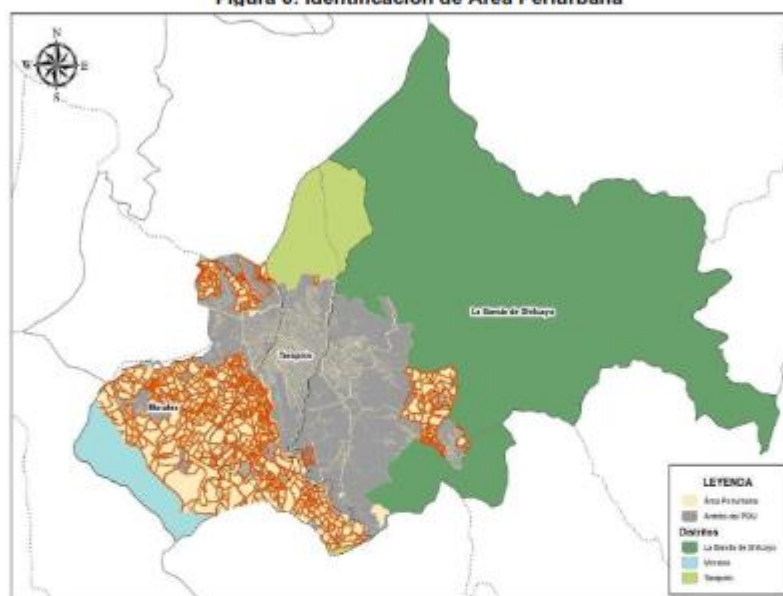 Figura 6: Identificación de Área Periurbana
N
W
E
S
La Banda de Shilcayo
Tarapoto
Morales
LEYENDA
Área Periurbana
Ámbito del PDU
Distritos
La Banda de Shilcayo
Morales
Tarapoto